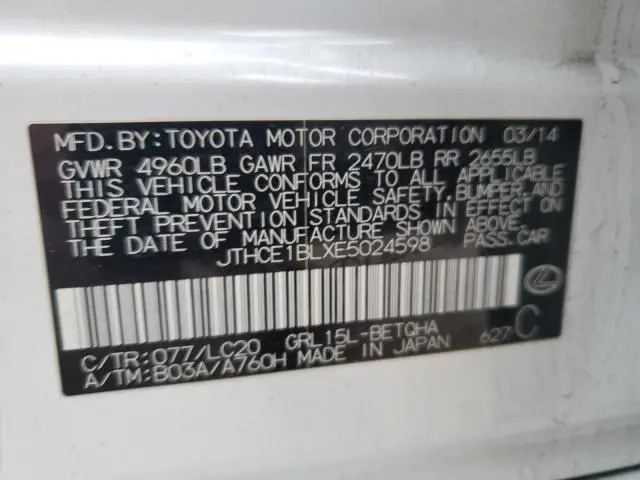 MFD. BY: TOYOTA MOTOR CORPORATION 03/14
GVWR 4960LB GAWR FR 2470LB RR 2655LB
THIS VEHICLE CONFORMS TO ALL APPLICABLE
FEDERAL MOTOR VEHICLE SAFETY, BUMPER, AND
THEFT PREVENTION STANDARDS IN EFFECT ON
THE DATE OF MANUFACTURE SHOWN ABOVE.
JTHCE1BLXE5024598 PASS. CAR
C/TR: 077/LC20 GRL15L-BETQHA 627 C
A/TM: B03A/A760H MADE IN JAPAN